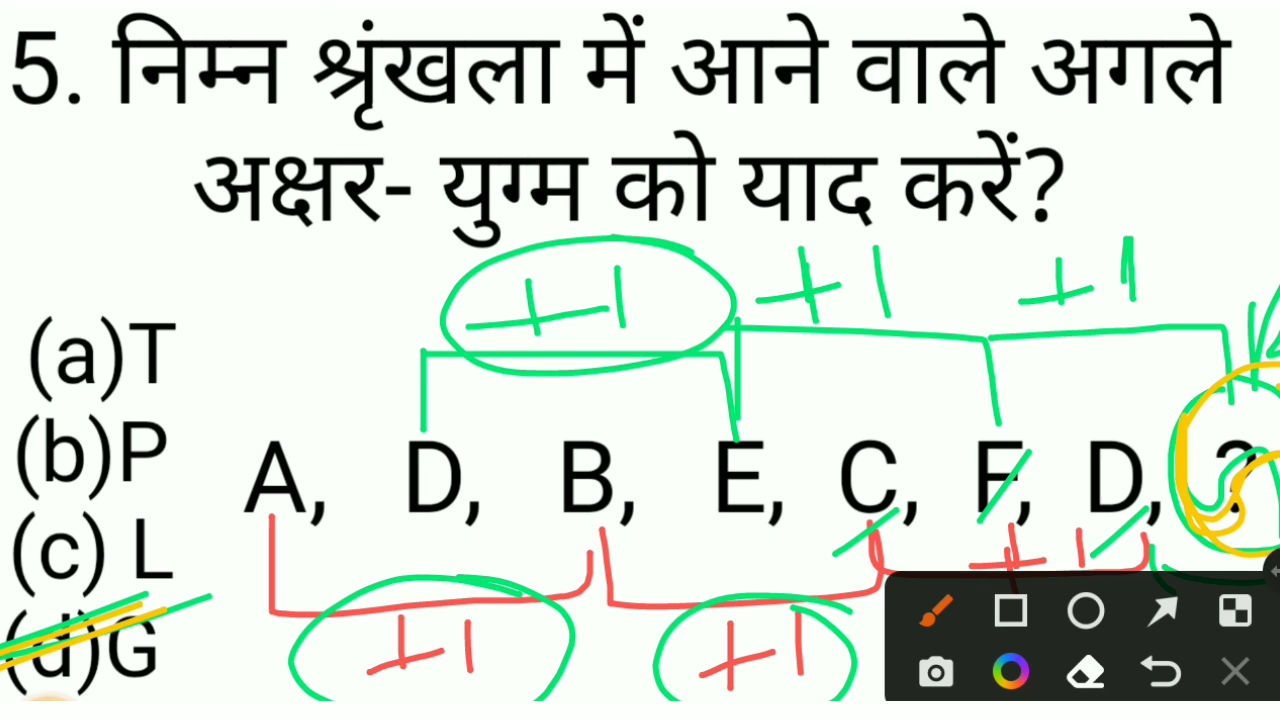 5. निम्न श्रृंखला में आने वाले अगले
अक्षर- युग्म को याद करें?
+1 +1 +1
(a)T
(b)P
A, D, B, E, C, F, D, ?
(c) L
+1
(d)G
+1 +1